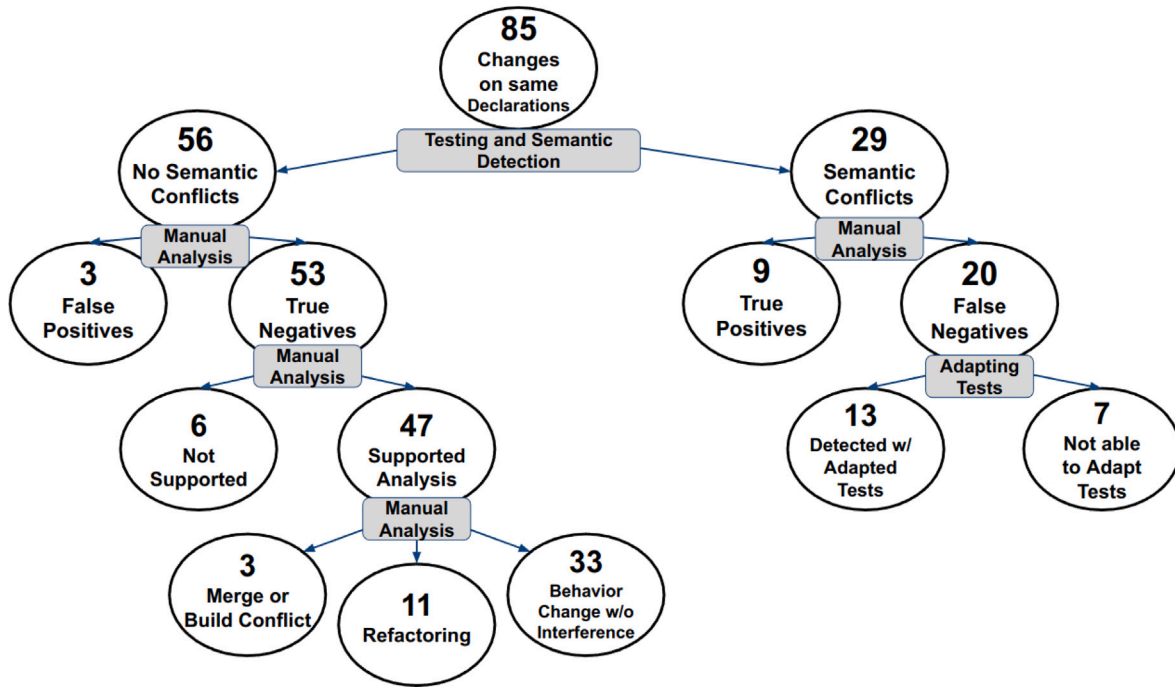 85
Changes
on same
Declarations
Testing and Semantic
Detection
56
No Semantic
Conflicts
29
Semantic
Conflicts
Manual
Analysis
Manual
Analysis
3
False
Positives
53
True
Negatives
9
True
Positives
20
False
Negatives
Manual
Analysis
Adapting
Tests
6
Not
Supported
47
Supported
Analysis
13
Detected w/
Adapted
Tests
7
Not able
to Adapt
Tests
Manual
Analysis
3
Merge or
Build Conflict
11
Refactoring
33
Behavior
Change w/o
Interference